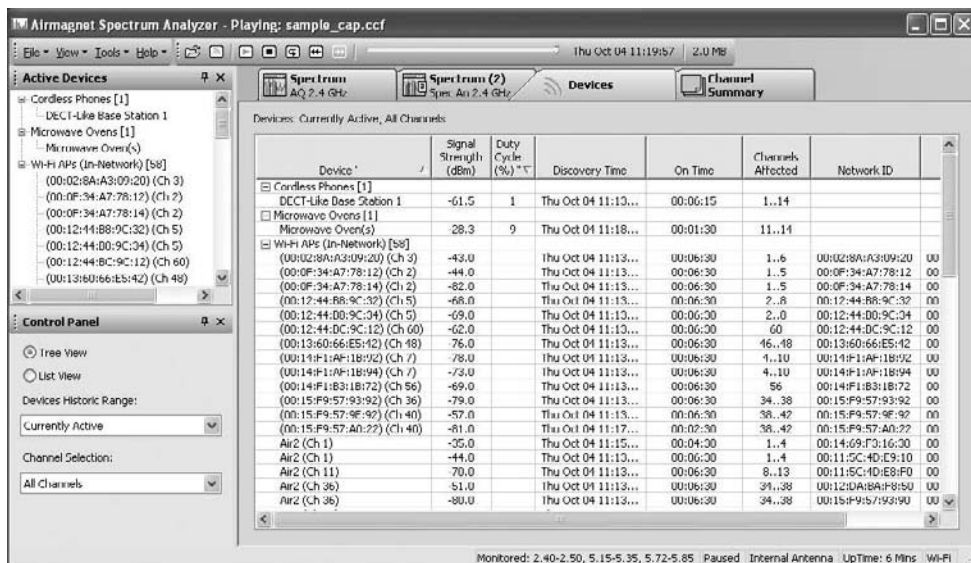 Airmagnet Spectrum Analyzer - Playing: sample_cap.ccf
File View Tools Help
Thu Oct 04 11:19:57 2.0 MB
Active Devices
Cordless Phones [1]
DECT-Like Base Station 1
Microwave Ovens [1]
Microwave Oven(s)
Wi-Fi APs (In-Network) [58]
(00:02:8A:A3:09:20) (Ch 3)
(00:0F:34:A7:78:12) (Ch 2)
(00:0F:34:A7:78:14) (Ch 2)
(00:12:44:B8:9C:32) (Ch 5)
(00:12:44:B0:9C:34) (Ch 5)
(00:12:44:BC:9C:12) (Ch 60)
(00:13:60:66:E5:42) (Ch 48)
Control Panel
Tree View
List View
Devices Historic Range:
Currently Active
Channel Selection:
All Channels
Spectrum
AQ 2.4 GHz
Spectrum (2)
Spec An 2.4 GHz
Devices
Channel
Summary
Devices: Currently Active, All Channels
Device Signal Strength (dBm) Duty Cycle (%) Discovery Time On Time Channels Affected Network ID
Cordless Phones [1]
DECT-Like Base Station 1 -61.5 1 Thu Oct 04 11:13... 00:06:15 1..14
Microwave Ovens [1]
Microwave Oven(s) -28.3 9 Thu Oct 04 11:18... 00:01:30 11..14
Wi-Fi APs (In-Network) [58]
(00:02:8A:A3:09:20) (Ch 3) -43.0 Thu Oct 04 11:13... 00:06:30 1..6 00:02:8A:A3:09:20 00
(00:0F:34:A7:78:12) (Ch 2) -44.0 Thu Oct 04 11:13... 00:06:30 1..5 00:0F:34:A7:78:12 00
(00:0F:34:A7:78:14) (Ch 2) -82.0 Thu Oct 04 11:13... 00:06:30 1..5 00:0F:34:A7:78:14 00
(00:12:44:B8:9C:32) (Ch 5) -68.0 Thu Oct 04 11:13... 00:06:30 2..8 00:12:44:B8:9C:32 00
(00:12:44:B0:9C:34) (Ch 5) -69.0 Thu Oct 04 11:13... 00:06:30 2..8 00:12:44:B0:9C:34 00
(00:12:44:BC:9C:12) (Ch 60) -62.0 Thu Oct 04 11:13... 00:06:30 60 00:12:44:BC:9C:12 00
(00:13:60:66:E5:42) (Ch 48) -76.0 Thu Oct 04 11:13... 00:06:30 46..48 00:13:60:66:E5:42 00
(00:14:F1:AF:1B:92) (Ch 7) -78.0 Thu Oct 04 11:13... 00:06:30 4..10 00:14:F1:AF:1B:92 00
(00:14:F1:AF:1B:94) (Ch 7) -73.0 Thu Oct 04 11:13... 00:06:30 4..10 00:14:F1:AF:1B:94 00
(00:14:F1:B3:1B:72) (Ch 56) -69.0 Thu Oct 04 11:13... 00:06:30 56 00:14:F1:B3:1B:72 00
(00:15:F9:57:93:92) (Ch 36) -79.0 Thu Oct 04 11:13... 00:06:30 34..38 00:15:F9:57:93:92 00
(00:15:F9:57:9E:92) (Ch 40) -57.0 Thu Oct 04 11:13... 00:06:30 38..42 00:15:F9:57:9E:92 00
(00:15:F9:57:A0:22) (Ch 40) -81.0 Thu Oct 04 11:17... 00:02:30 38..42 00:15:F9:57:A0:22 00
Air2 (Ch 1) -35.0 Thu Oct 04 11:15... 00:04:30 1..4 00:14:69:F3:16:30 00
Air2 (Ch 1) -44.0 Thu Oct 04 11:13... 00:06:30 1..4 00:11:5C:4D:E9:10 00
Air2 (Ch 11) -70.0 Thu Oct 04 11:13... 00:06:30 8..13 00:11:5C:4D:E8:F0 00
Air2 (Ch 36) -51.0 Thu Oct 04 11:13... 00:06:30 34..38 00:12:DA:BA:F8:50 00
Air2 (Ch 36) -80.0 Thu Oct 04 11:13... 00:06:30 34..38 00:15:F9:57:93:90 00
Monitored: 2.40-2.50, 5.15-5.35, 5.72-5.85 Paused Internal Antenna UpTime: 6 Mins Wi-Fi